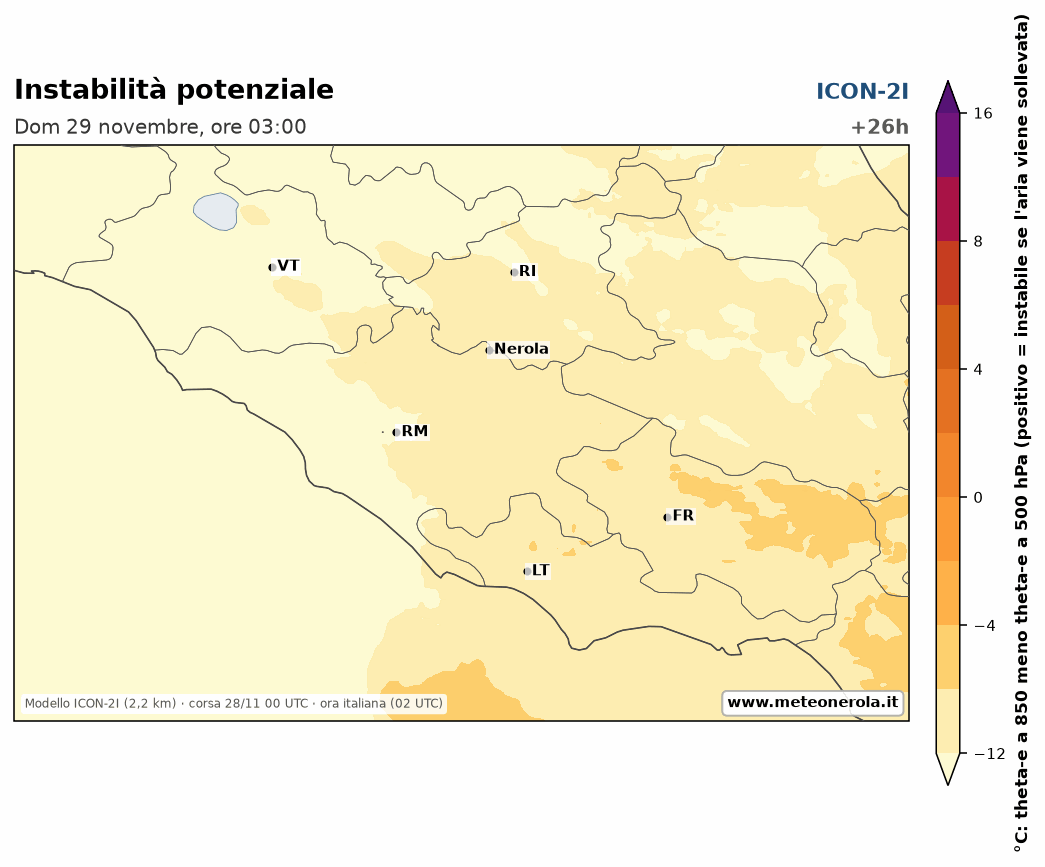 Instabilità potenziale
ICON-2I
Dom 29 novembre, ore 03:00
+26h
VT
RI
Nerola
RM
FR
LT
Modello ICON-2I (2,2 km) · corsa 28/11 00 UTC · ora italiana (02 UTC)
www.meteonerola.it
16
8
4
0
−4
−12
°C: theta-e a 850 meno theta-e a 500 hPa (positivo = instabile se l'aria viene sollevata)